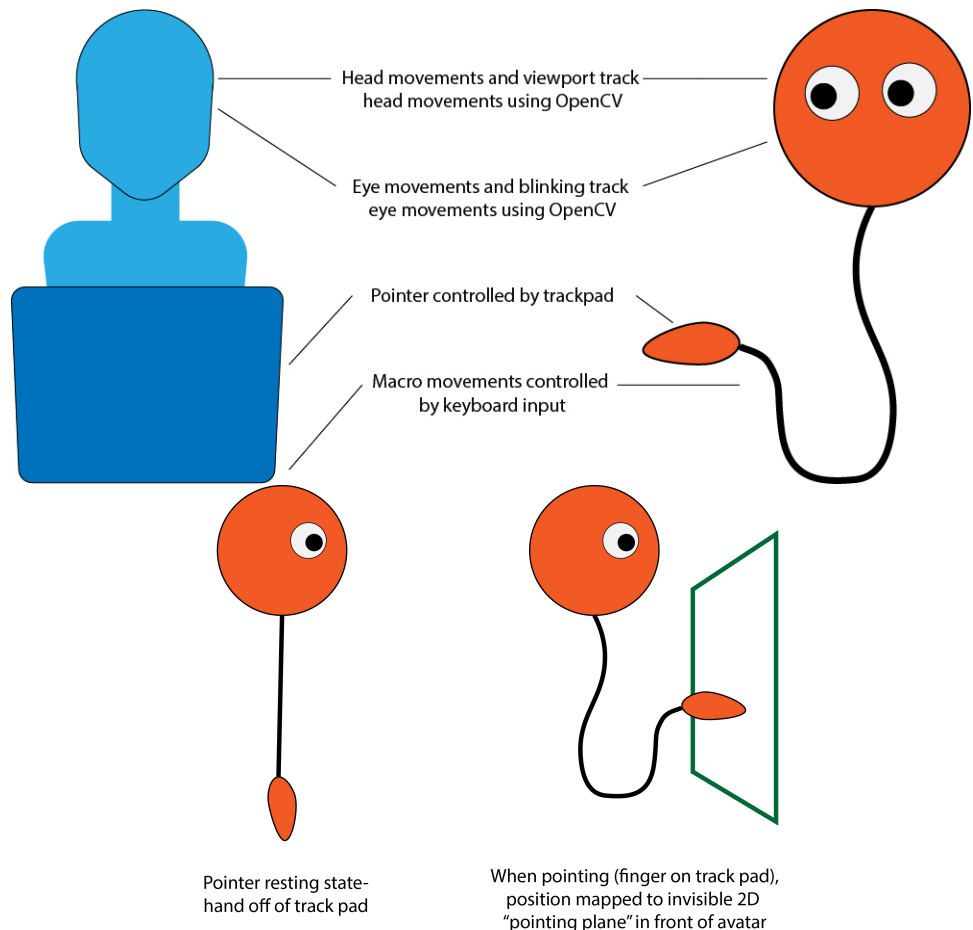 Head movements and viewport track
head movements using OpenCV
Eye movements and blinking track
eye movements using OpenCV
Pointer controlled by trackpad
Macro movements controlled
by keyboard input
Pointer resting state-
hand off of track pad
When pointing (finger on track pad),
position mapped to invisible 2D
“pointing plane” in front of avatar